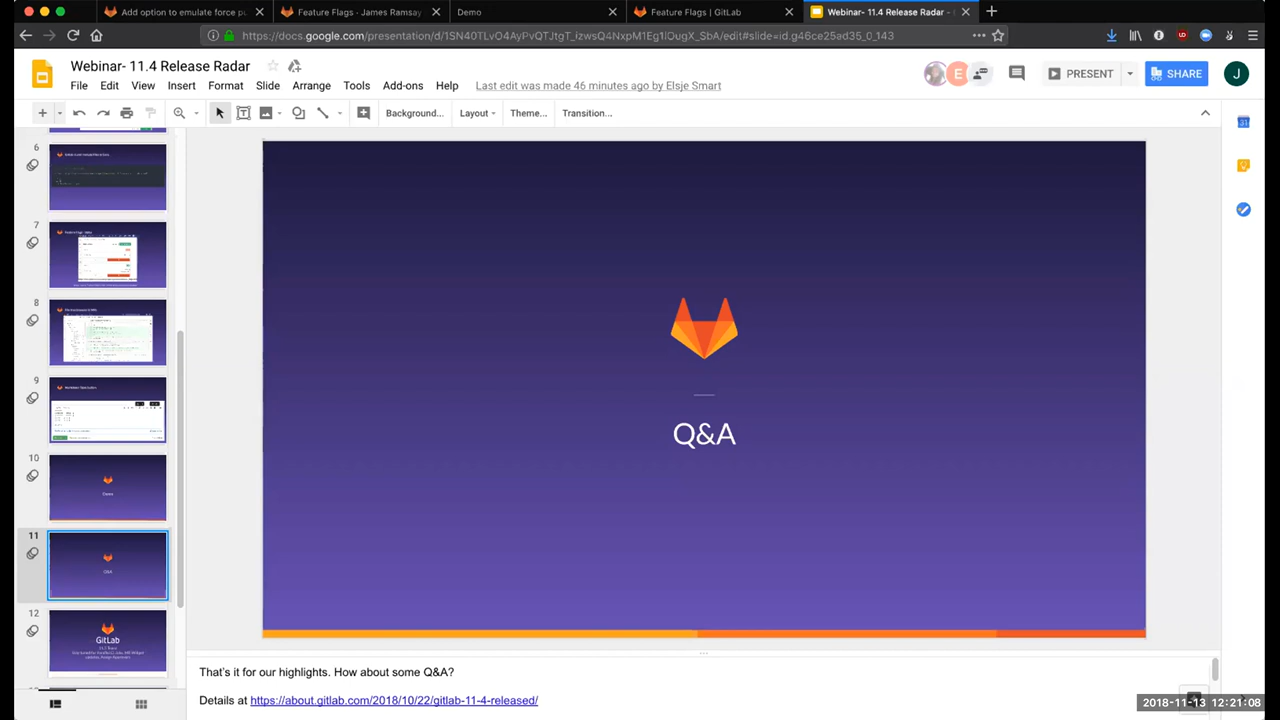 Add option to emulate force p
Feature Flags - James Ramsay
Demo
Feature Flags | GitLab
Webinar- 11.4 Release Radar -
https://docs.google.com/presentation/d/1SN40TLvO4AyPvQTJtgT_izwsQ4NxpM1Eg1IOugX_SbA/edit#slide=id.g46ce25ad35_0_143
Webinar- 11.4 Release Radar
File Edit View Insert Format Slide Arrange Tools Add-ons Help Last edit was made 46 minutes ago by Elsje Smart
E
PRESENT
SHARE
J
Background... Layout Theme... Transition...
6
7
8
9
10
Demo
11
Q&A
12
GitLab
Q&A
That's it for our highlights. How about some Q&A?
Details at https://about.gitlab.com/2018/10/22/gitlab-11-4-released/
2018-11-13 12:21:08